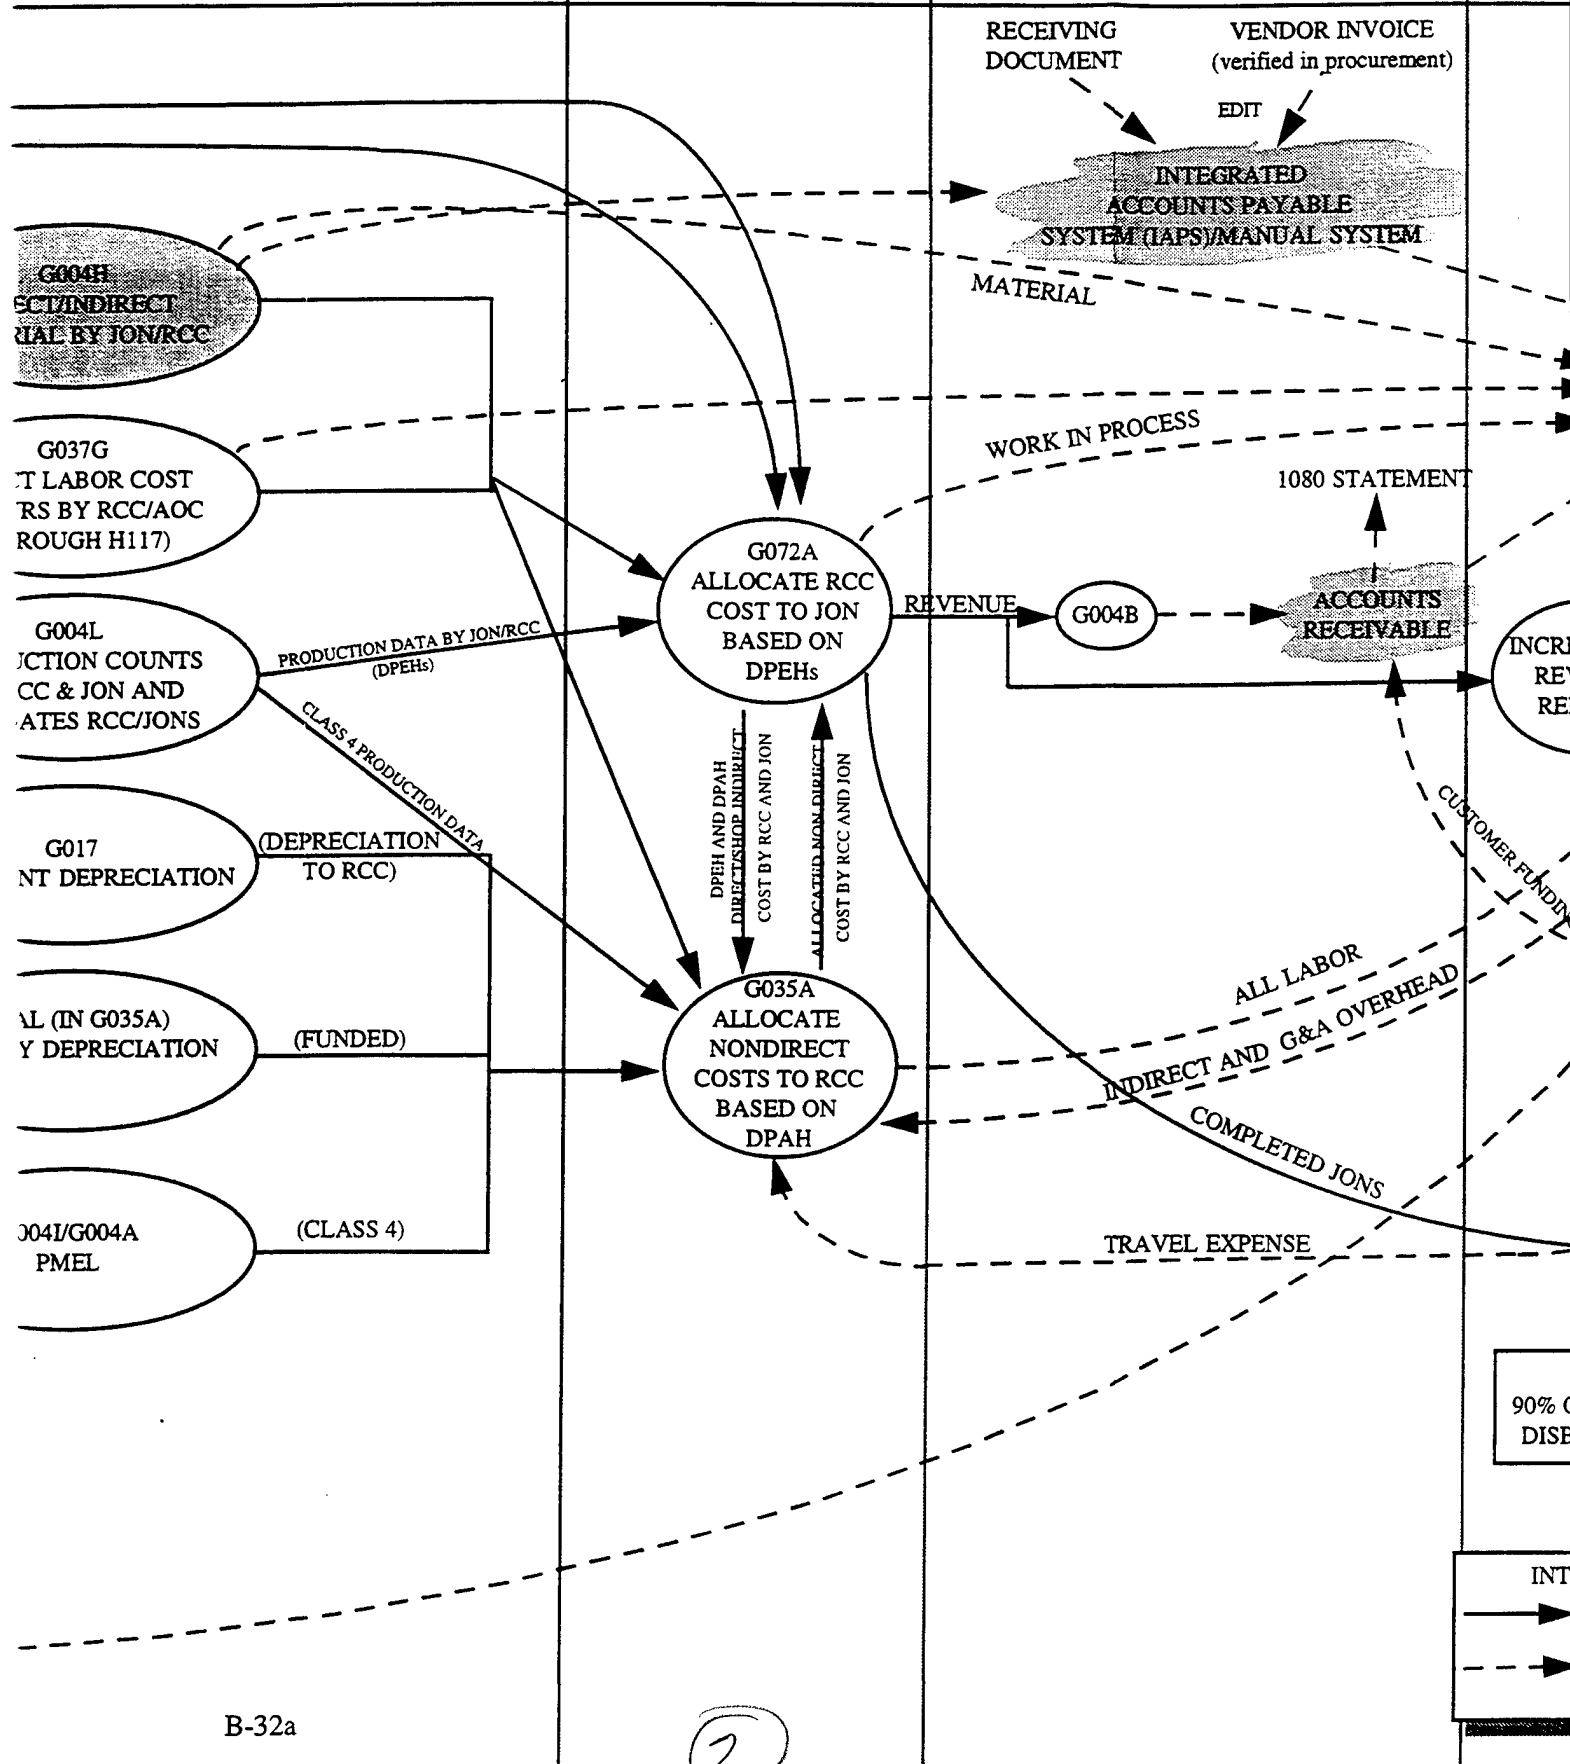 RECEIVING
DOCUMENT
VENDOR INVOICE
(verified in procurement)
EDIT
INTEGRATED
ACCOUNTS PAYABLE
SYSTEM (IAPS)/MANUAL SYSTEM
MATERIAL
G004H
ECT/INDIRECT
RIAL BY JON/RCC
G037G
CT LABOR COST
RS BY RCC/AOC
ROUGH H117)
WORK IN PROCESS
1080 STATEMENT
G072A
ALLOCATE RCC
COST TO JON
BASED ON
DPEHs
REVENUE
G004B
ACCOUNTS
RECEIVABLE
INCRE
REV
RE
G004L
UCTION COUNTS
CC & JON AND
ATES RCC/JONS
PRODUCTION DATA BY JON/RCC
(DPEHs)
CLASS 4 PRODUCTION DATA
DPEH AND DPAH
DIRECT/SHOP INDIRECT
COST BY RCC AND JON
ALLOCATED NON DIRECT
COST BY RCC AND JON
CUSTOMER FUNDIN
G017
NT DEPRECIATION
(DEPRECIATION
TO RCC)
AL (IN G035A)
Y DEPRECIATION
(FUNDED)
G035A
ALLOCATE
NONDIRECT
COSTS TO RCC
BASED ON
DPAH
ALL LABOR
INDIRECT AND G&A OVERHEAD
COMPLETED JONS
TRAVEL EXPENSE
004I/G004A
PMEL
(CLASS 4)
90%
DISB
INT
B-32a
2